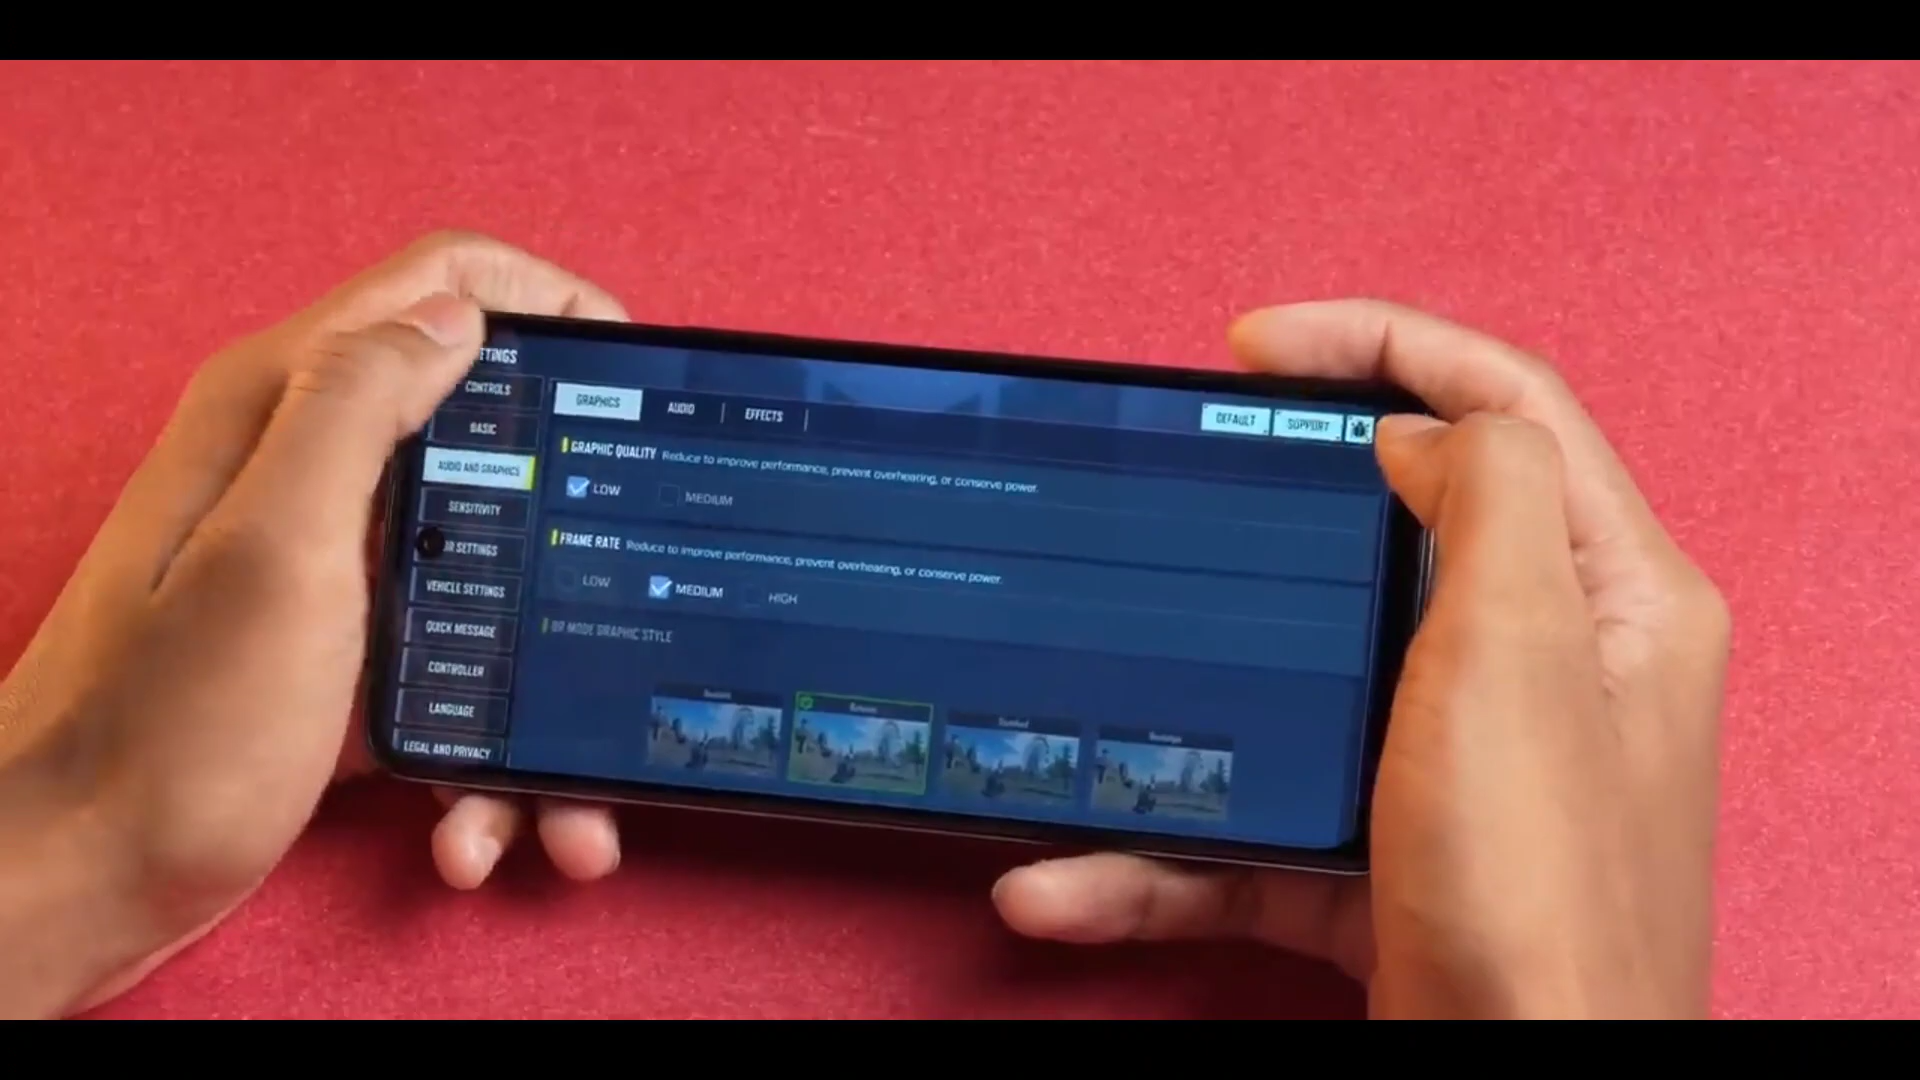 ETTINGS
CONTROLS
BASIC
AUDIO AND GRAPHICS
SENSITIVITY
BR SETTINGS
VEHICLE SETTINGS
QUICK MESSAGE
CONTROLLER
LANGUAGE
LEGAL AND PRIVACY
GRAPHICS AUDIO EFFECTS
DEFAULT SUPPORT
GRAPHIC QUALITY Reduce to improve performance, prevent overheating, or conserve power.
LOW MEDIUM
FRAME RATE Reduce to improve performance, prevent overheating, or conserve power.
LOW MEDIUM HIGH
BR MODE GRAPHIC STYLE